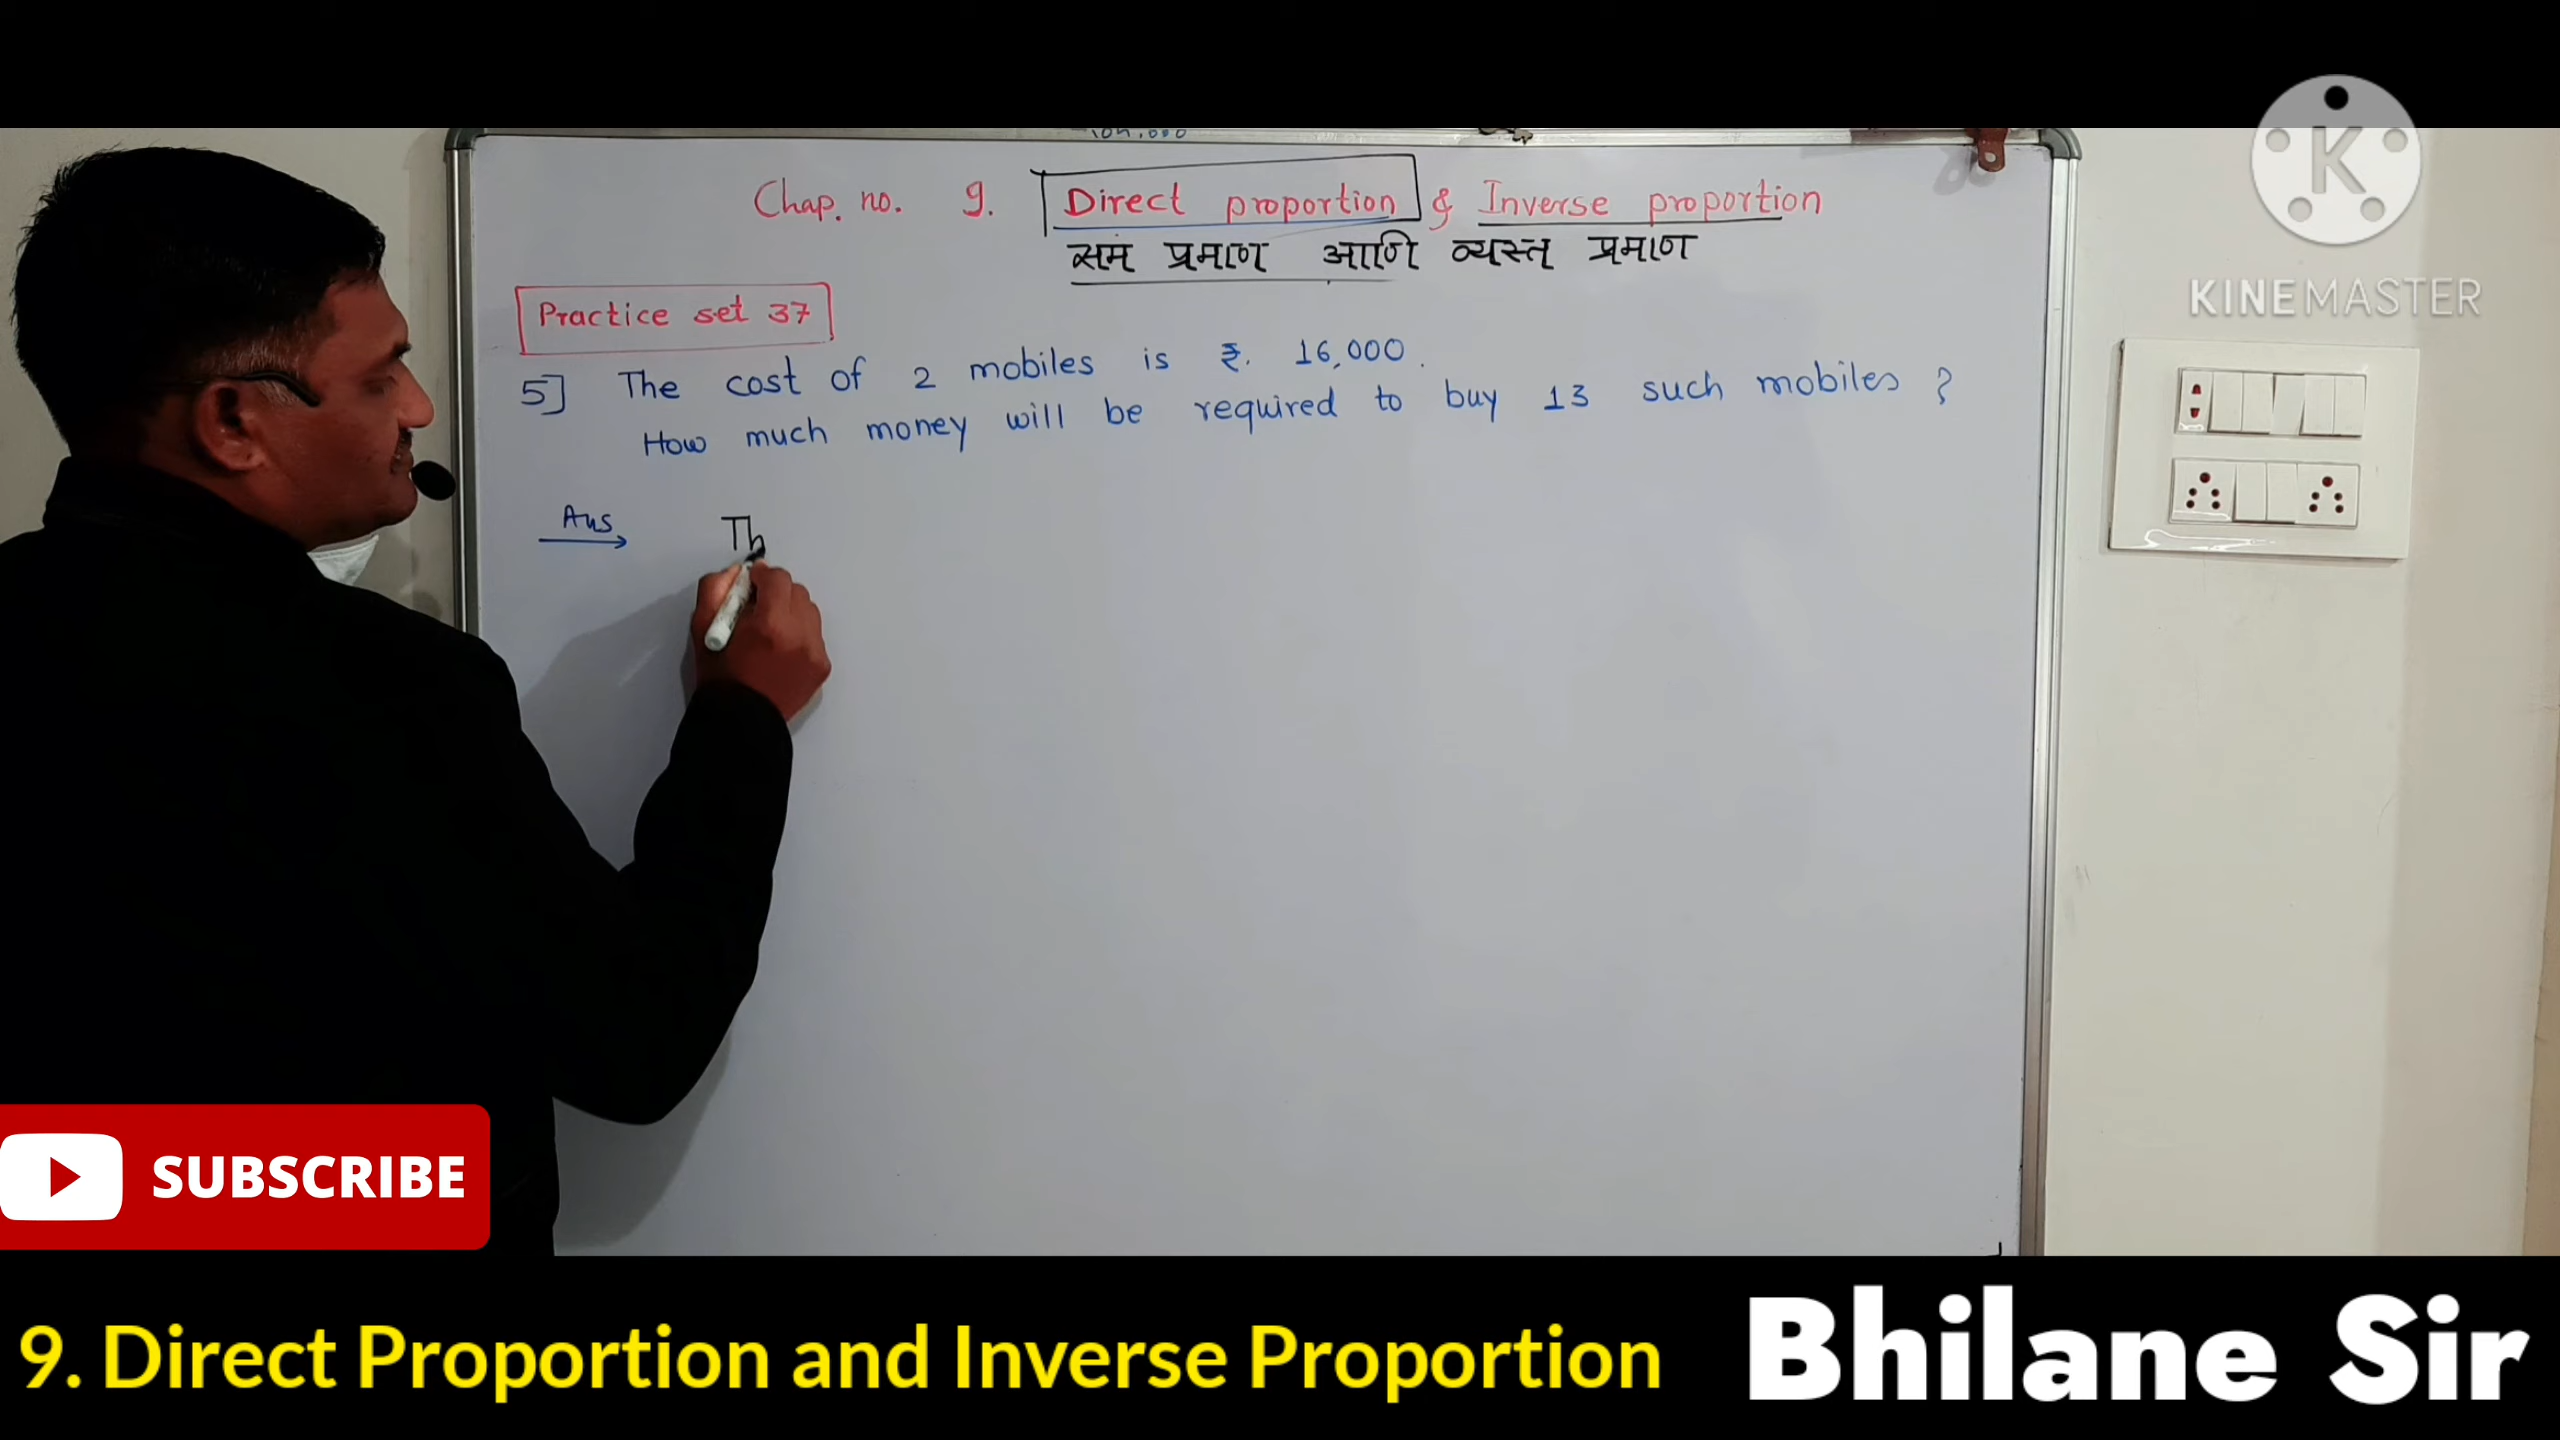 Chap. no. 9. Direct proportion & Inverse proportion
सम प्रमाण आणि व्यस्त प्रमाण
Practice set 37
5] The cost of 2 mobiles is ₹. 16,000.
How much money will be required to buy 13 such mobiles ?
Ans
Th
K
KINEMASTER
SUBSCRIBE
9. Direct Proportion and Inverse Proportion
Bhilane Sir